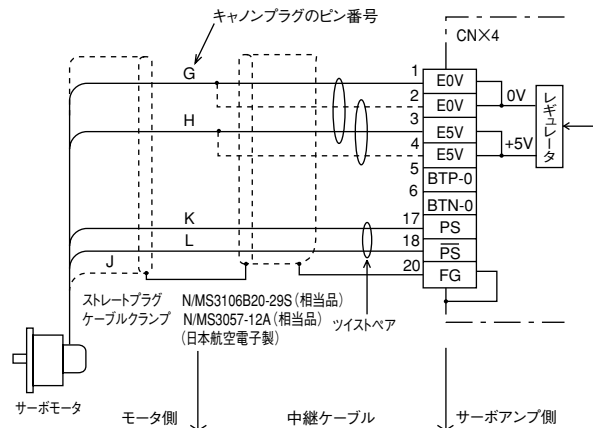 キャノンプラグのピン番号
CN×4
G
1
E0V
2
E0V
0V
レギュレータ
H
3
E5V
4
E5V
+5V
5
BTP-0
6
BTN-0
K
17
PS
L
18
PS
J
20
FG
ストレートプラグ N/MS3106B20-29S(相当品)
ケーブルクランプ N/MS3057-12A(相当品)
(日本航空電子製)
ツイストペア
サーボモータ
モータ側
中継ケーブル
サーボアンプ側